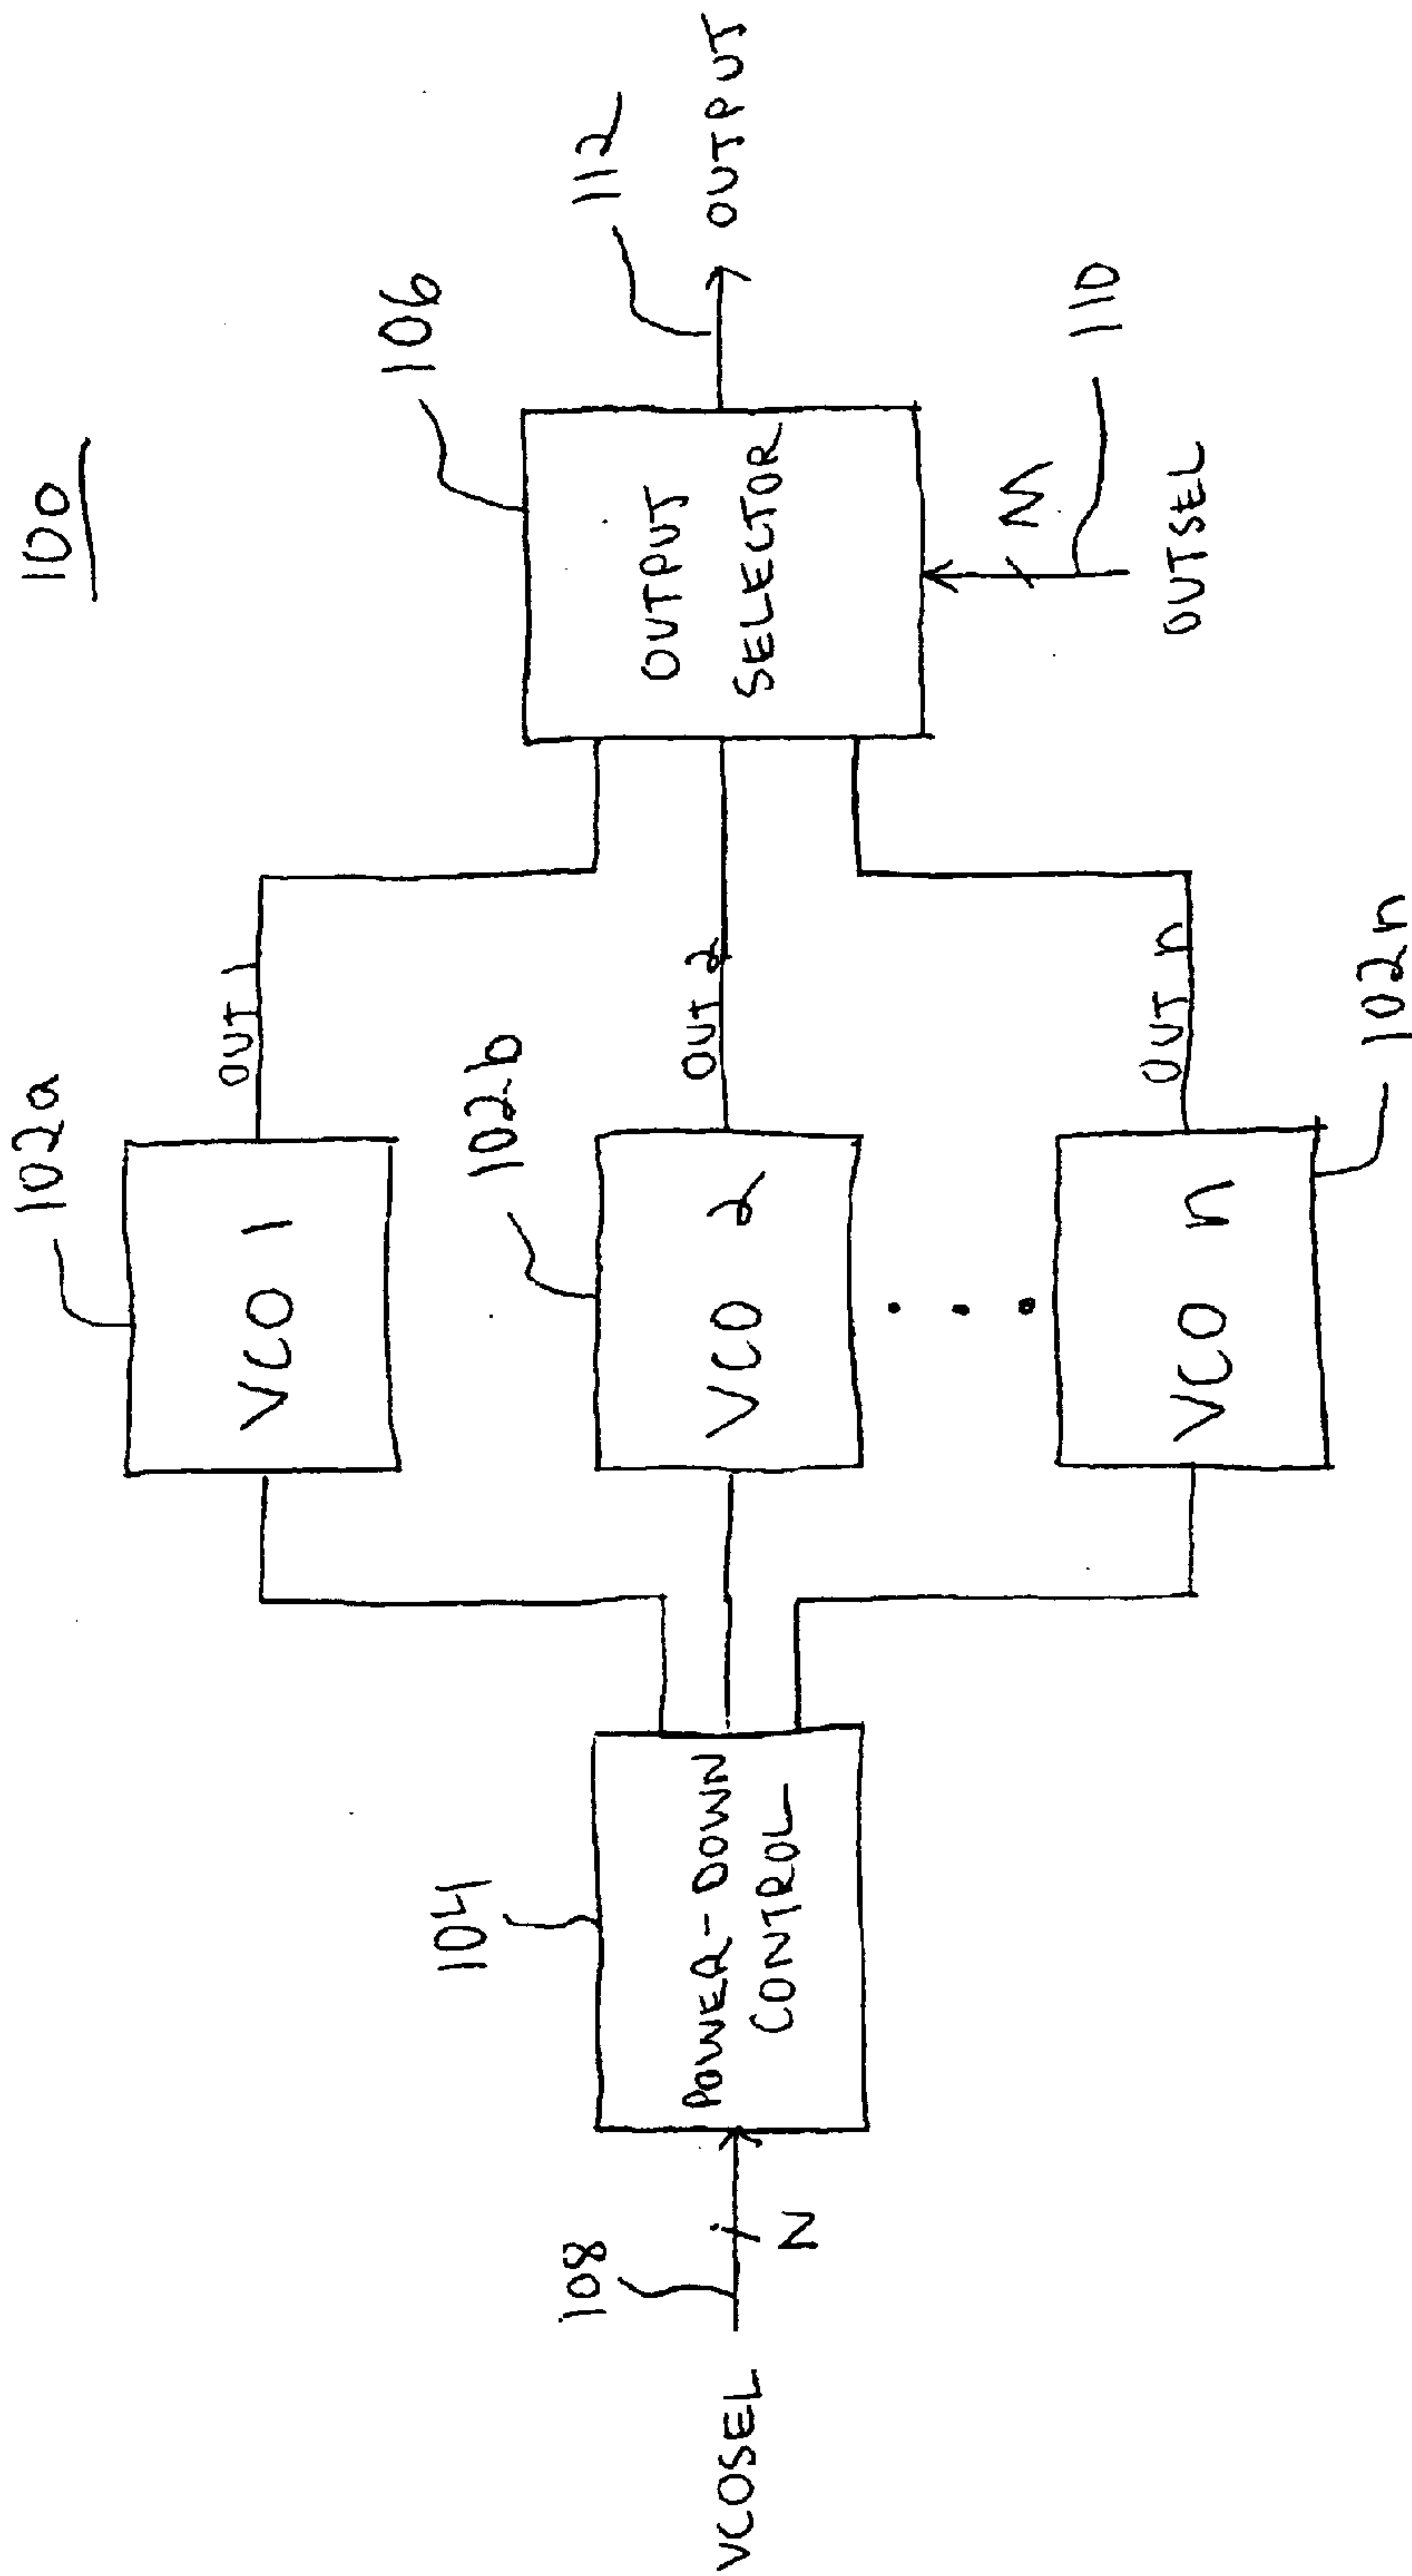 100
102a
VCO 1
OUT 1
106
OUTPUT
SELECTOR
112
OUTPUT
104
POWER-DOWN
CONTROL
102b
VCO 2
OUT 2
108
N
VCOSEL
M
110
OUTSEL
VCO n
OUT n
102n